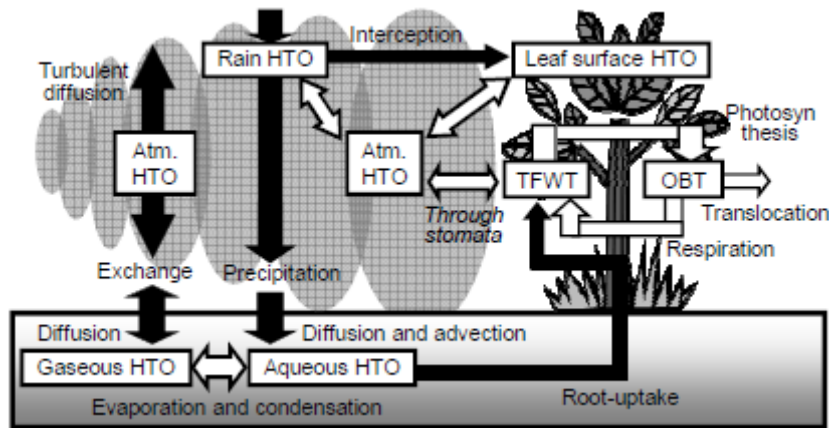 Interception
Rain HTO
Leaf surface HTO
Turbulent
diffusion
Photosyn
thesis
Atm.
HTO
Atm.
HTO
TFWT
OBT
Through
stomata
Translocation
Respiration
Exchange
Precipitation
Diffusion
Diffusion and advection
Gaseous HTO
Aqueous HTO
Evaporation and condensation
Root-uptake